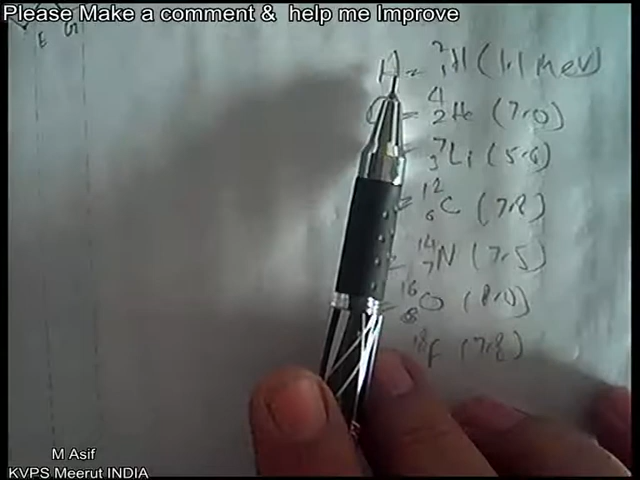 Please Make a comment & help me Improve
E G
A = ²₁H (1.1 MeV)
= ⁴₂He (7.0)
= ⁷₃Li (5.6)
= ¹²₆C (7.8)
¹⁴₇N (7.5)
= ¹⁶₈O (8.0)
¹⁸F (7.8)
M Asif
KVPS Meerut INDIA